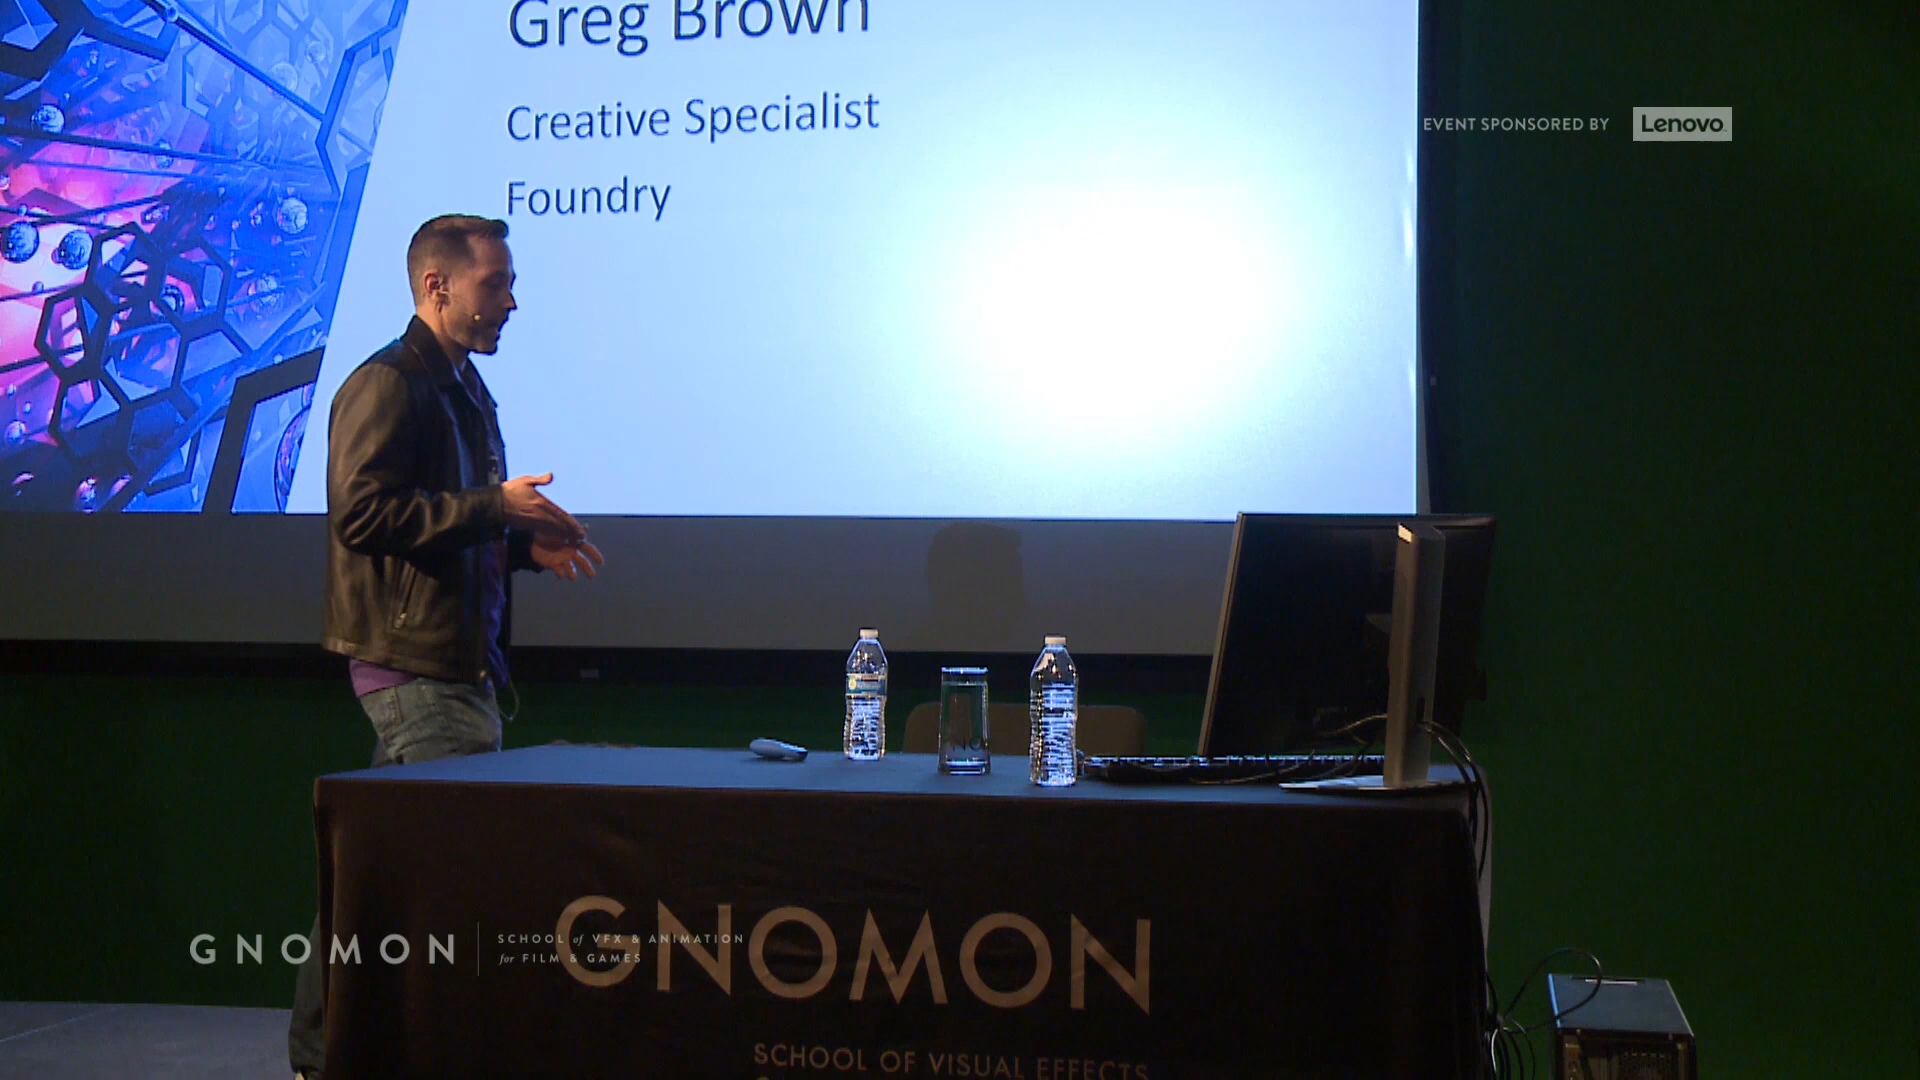 Greg Brown
Creative Specialist
Foundry
EVENT SPONSORED BY
Lenovo
GNOMON
SCHOOL of VFX & ANIMATION
for FILM & GAMES
GNOMON
SCHOOL OF VISUAL EFFECTS